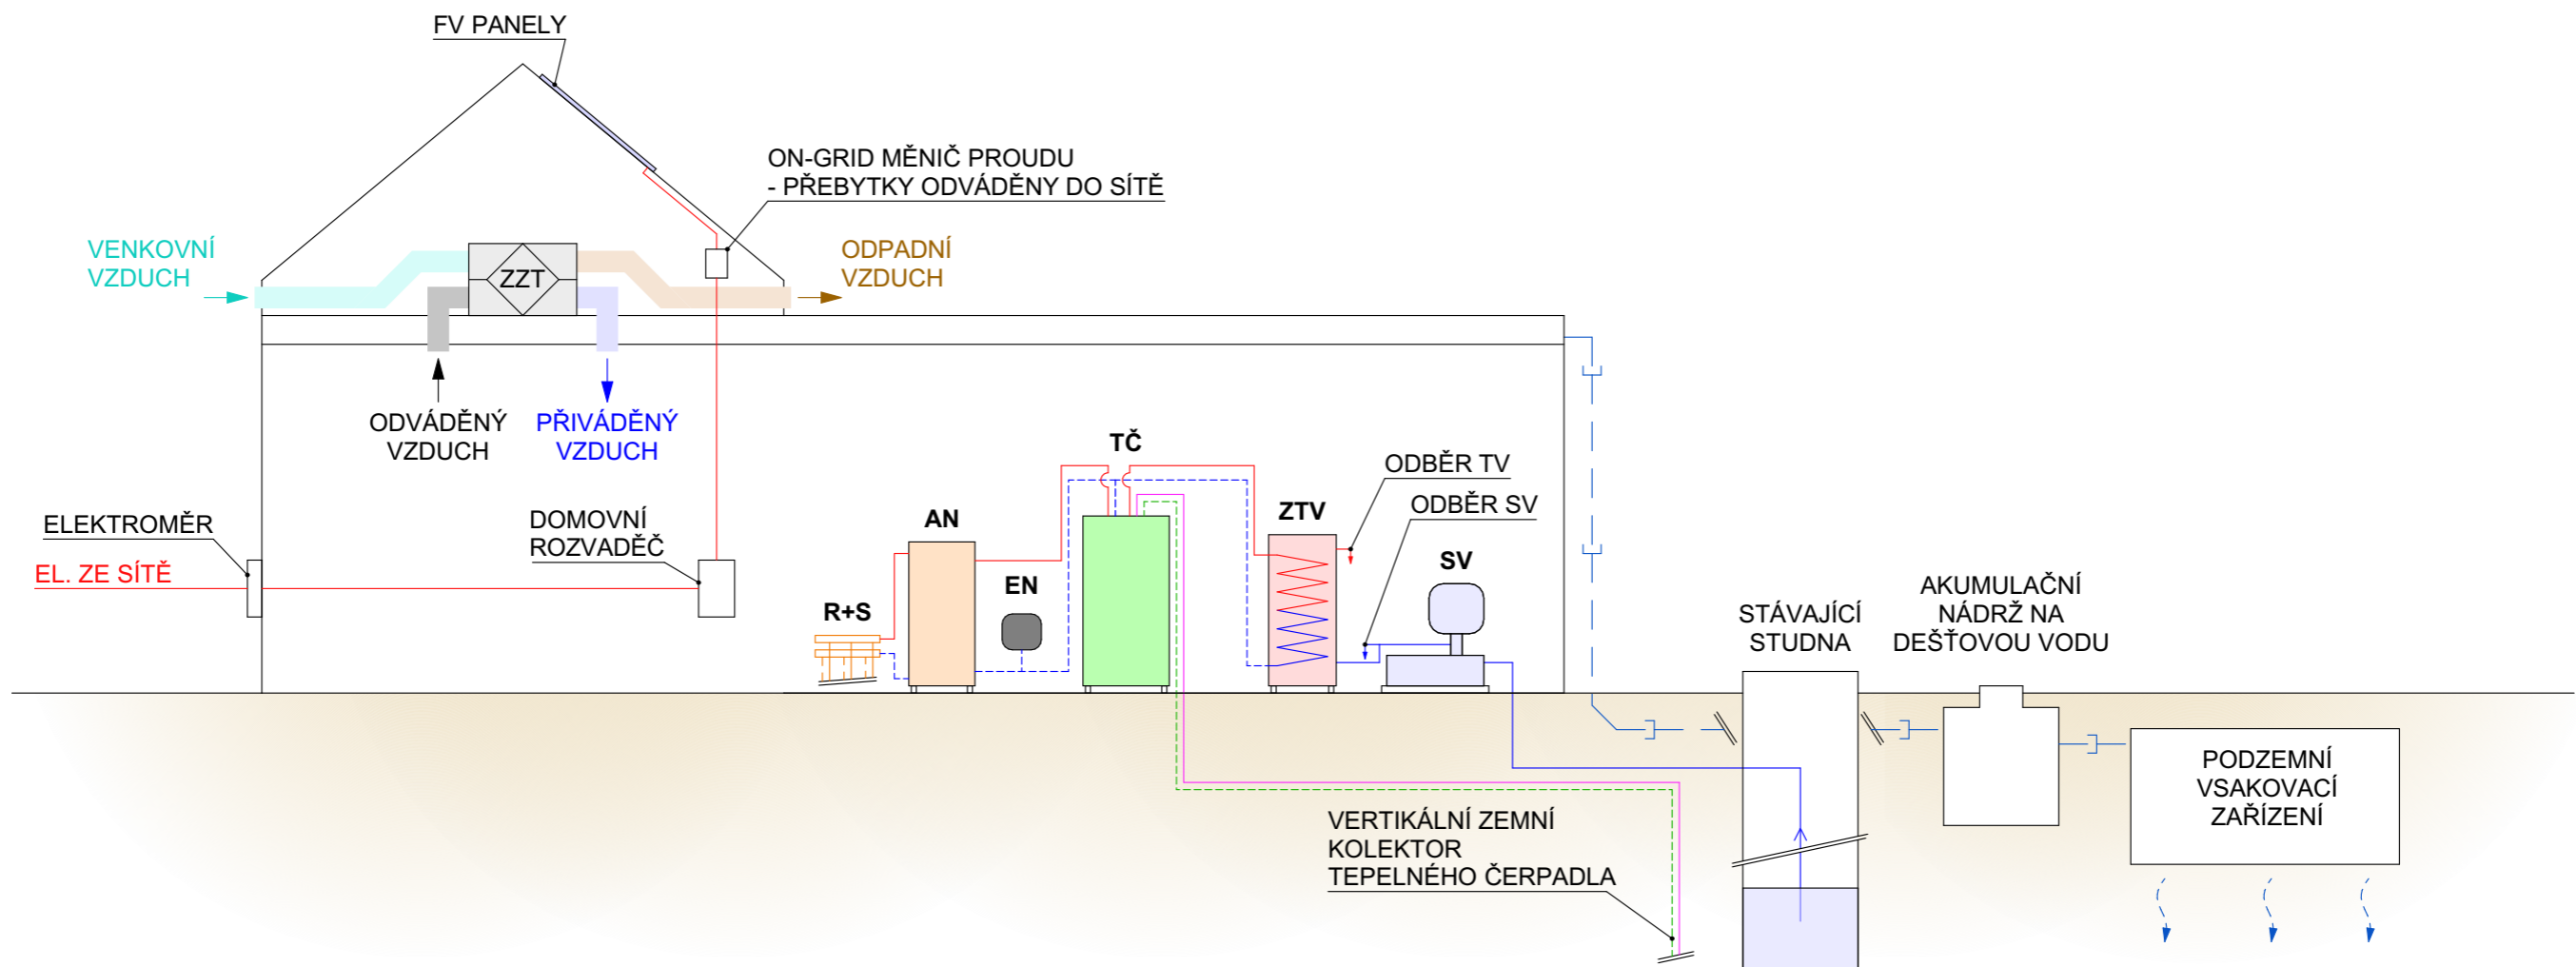 FV PANELY
ON-GRID MĚNIČ PROUDU
- PŘEBYTKY ODVÁDĚNY DO SÍTĚ
VENKOVNÍ
VZDUCH
ZZT
ODPADNÍ
VZDUCH
ODVÁDĚNÝ
VZDUCH
PŘIVÁDĚNÝ
VZDUCH
ELEKTROMĚR
EL. ZE SÍTĚ
DOMOVNÍ
ROZVADĚČ
R+S
AN
EN
TČ
ZTV
ODBĚR TV
ODBĚR SV
SV
STÁVAJÍCÍ
STUDNA
AKUMULAČNÍ
NÁDRŽ NA
DEŠŤOVOU VODU
PODZEMNÍ
VSAKOVACÍ
ZAŘÍZENÍ
VERTIKÁLNÍ ZEMNÍ
KOLEKTOR
TEPELNÉHO ČERPADLA